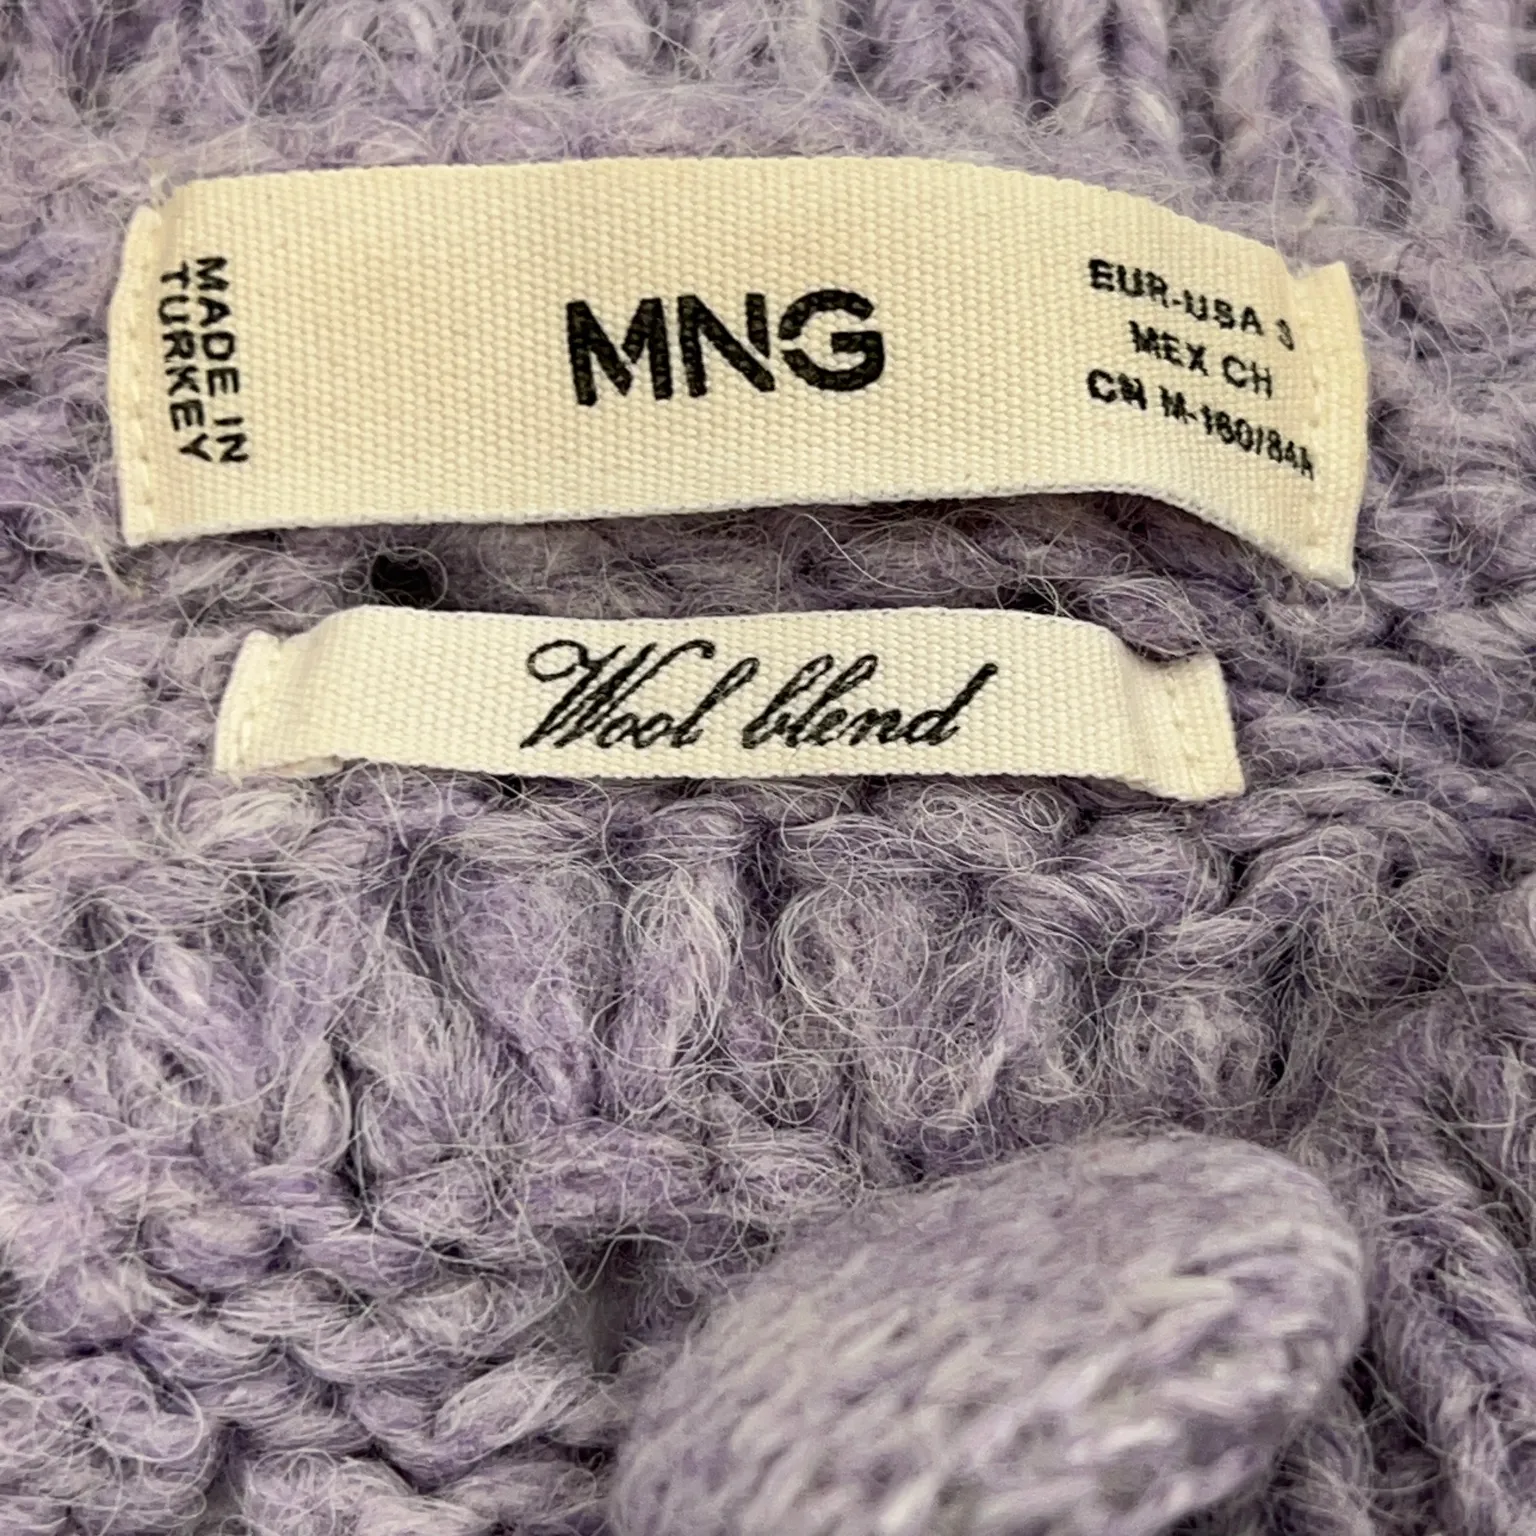 MADE IN
TURKEY
MNG
EUR-USA S
MEX CH
CN M-160/84A
Wool blend